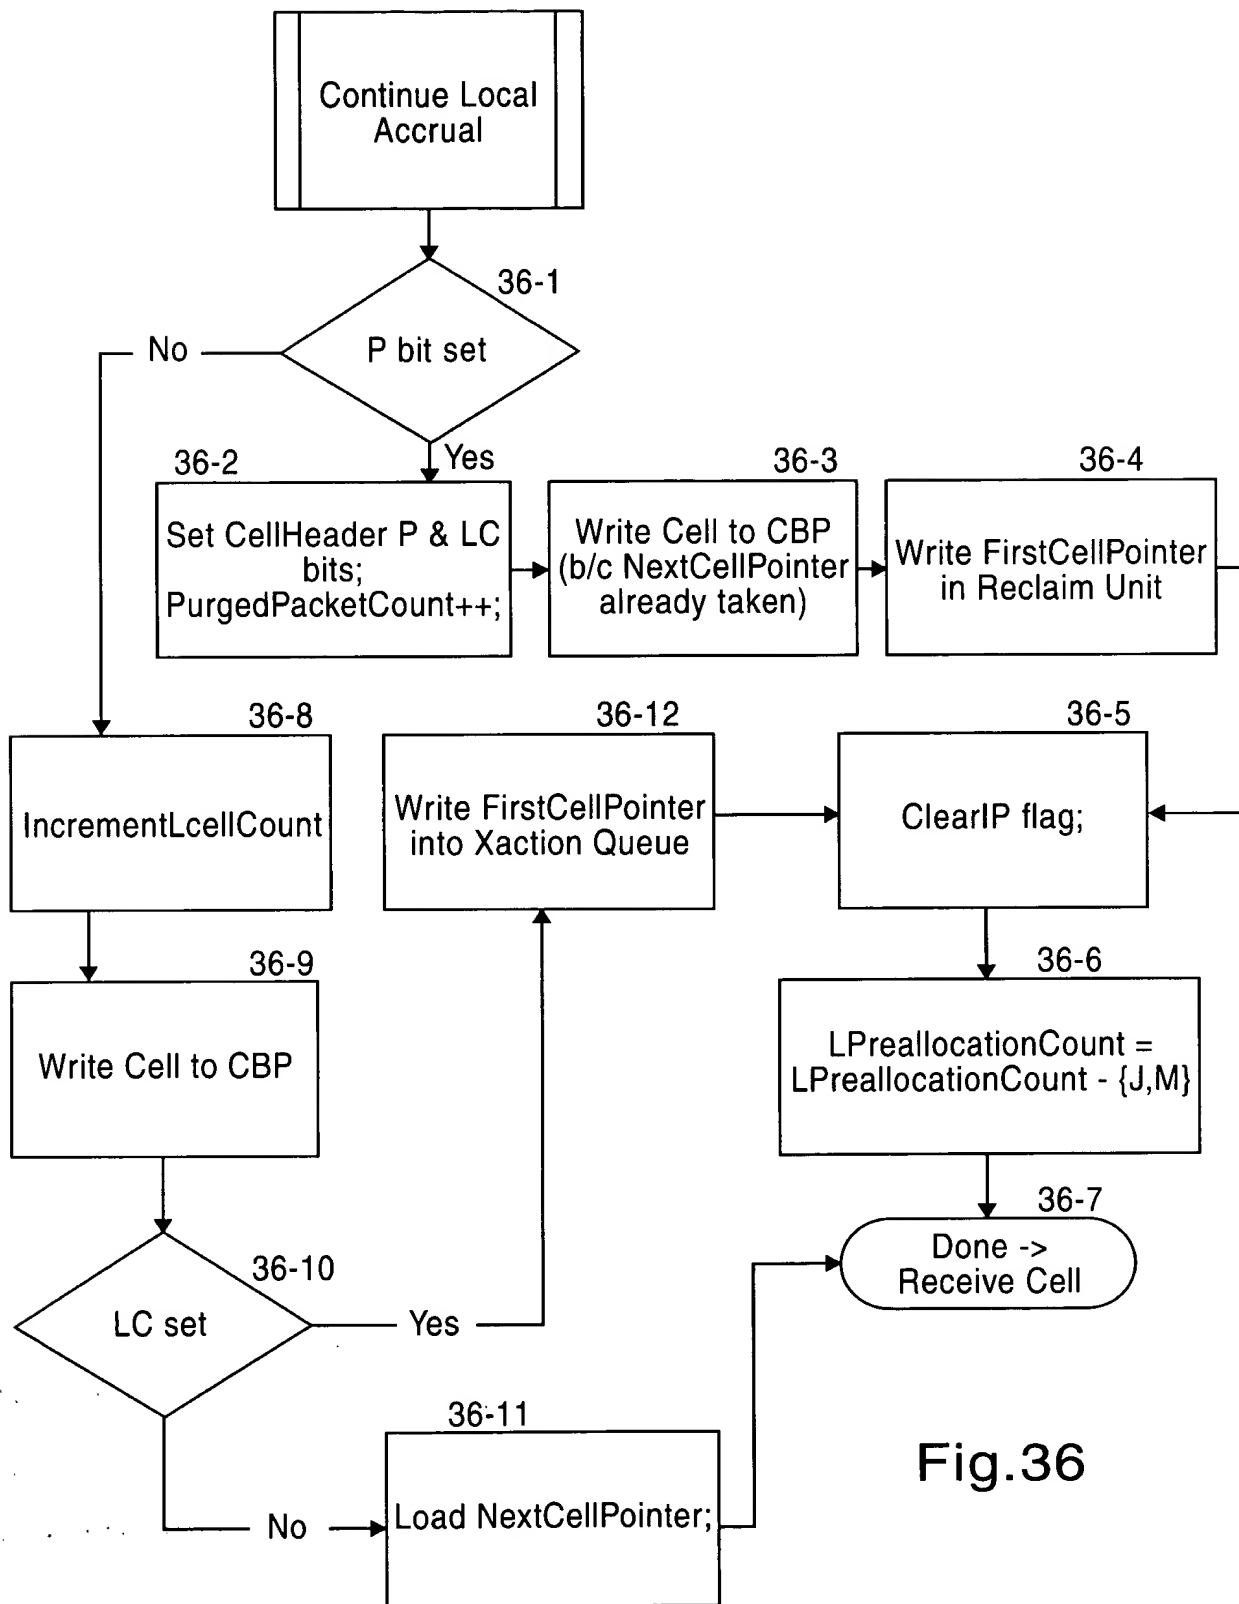 Continue Local
Accrual
36-1
P bit set
No
Yes
36-2
Set CellHeader P & LC
bits;
PurgedPacketCount++;
36-3
Write Cell to CBP
(b/c NextCellPointer
already taken)
36-4
Write FirstCellPointer
in Reclaim Unit
36-8
IncrementLcellCount
36-12
Write FirstCellPointer
into Xaction Queue
36-5
ClearIP flag;
36-9
Write Cell to CBP
36-6
LPreallocationCount =
LPreallocationCount - {J,M}
36-10
LC set
Yes
36-7
Done ->
Receive Cell
36-11
Load NextCellPointer;
No
Fig.36